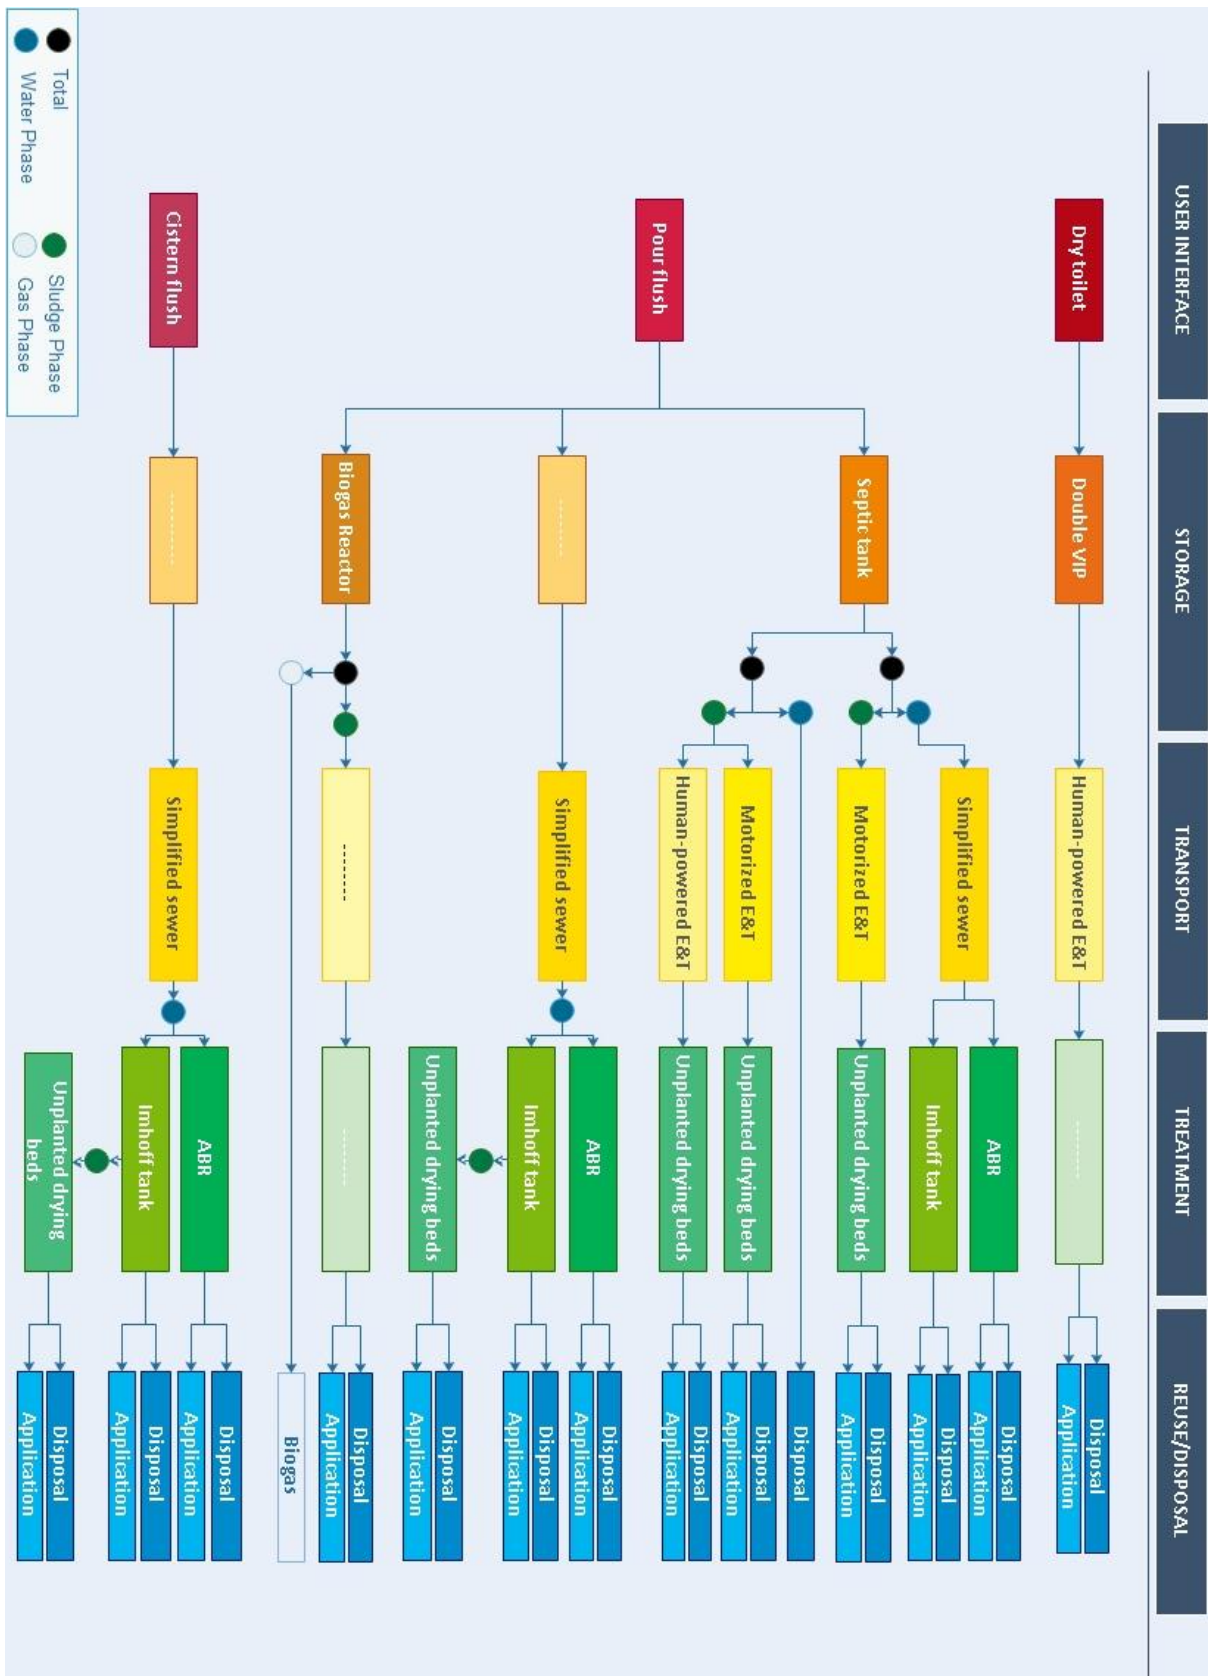 USER INTERFACE
STORAGE
TRANSPORT
TREATMENT
REUSE/DISPOSAL
Dry toilet
Double VIP
Human-powered E&T
----------
Disposal
Application
Pour flush
Septic tank
Simplified sewer
ABR
Disposal
Application
Imhoff tank
Disposal
Application
Motorized E&T
Unplanted drying beds
Disposal
Application
Disposal
Motorized E&T
Unplanted drying beds
Disposal
Application
Human-powered E&T
Unplanted drying beds
Disposal
Application
---------
Simplified sewer
ABR
Disposal
Application
Imhoff tank
Disposal
Application
Unplanted drying beds
Disposal
Application
Biogas Reactor
---------
----------
Disposal
Application
Biogas
Cistern flush
----------
Simplified sewer
ABR
Disposal
Application
Imhoff tank
Disposal
Application
Unplanted drying
beds
Disposal
Application
Total
Sludge Phase
Water Phase
Gas Phase